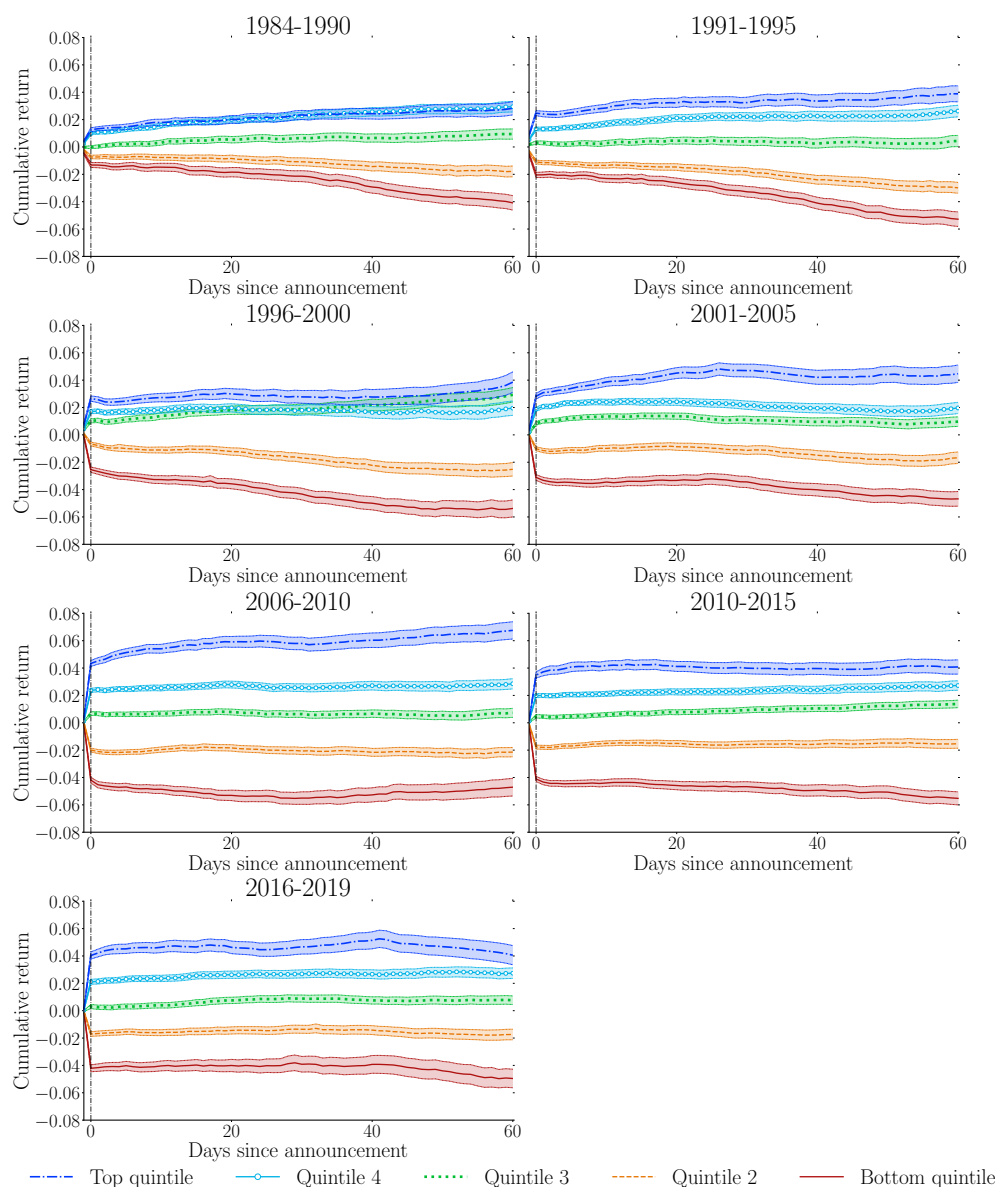 1984-1990
1991-1995
0.08
0.06
0.04
0.02
0.00
−0.02
−0.04
−0.06
−0.08
Cumulative return
0 20 40 60
0 20 40 60
Days since announcement
Days since announcement
1996-2000
2001-2005
0.08
0.06
0.04
0.02
0.00
−0.02
−0.04
−0.06
−0.08
Cumulative return
0 20 40 60
0 20 40 60
Days since announcement
Days since announcement
2006-2010
2010-2015
0.08
0.06
0.04
0.02
0.00
−0.02
−0.04
−0.06
−0.08
Cumulative return
0 20 40 60
0 20 40 60
Days since announcement
Days since announcement
2016-2019
0.08
0.06
0.04
0.02
0.00
−0.02
−0.04
−0.06
−0.08
Cumulative return
0 20 40 60
Days since announcement
Top quintile Quintile 4 Quintile 3 Quintile 2 Bottom quintile